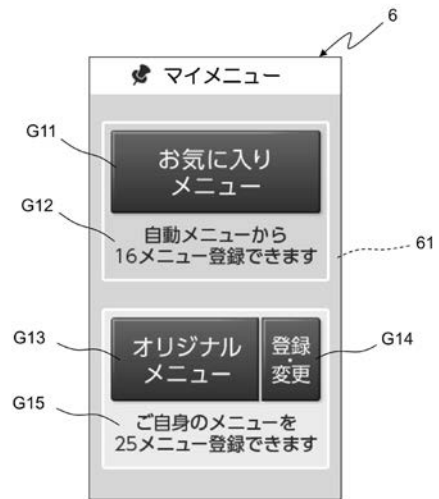 6
マイメニュー
G11
お気に入り
メニュー
G12
自動メニューから
16メニュー登録できます
61
G13
オリジナル
メニュー
登録
・
変更
G14
G15
ご自身のメニューを
25メニュー登録できます